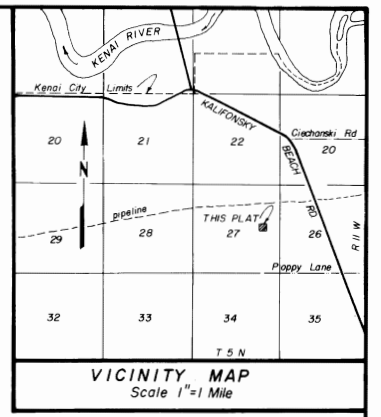 KENAI RIVER
Kenai City Limits
KALIFONSKY BEACH RD
Ciechanski Rd
20 21 22 20
N
pipeline
THIS PLAT
29 28 27 26
R 11 W
Poppy Lane
32 33 34 35
T 5 N
VICINITY MAP
Scale 1"=1 Mile